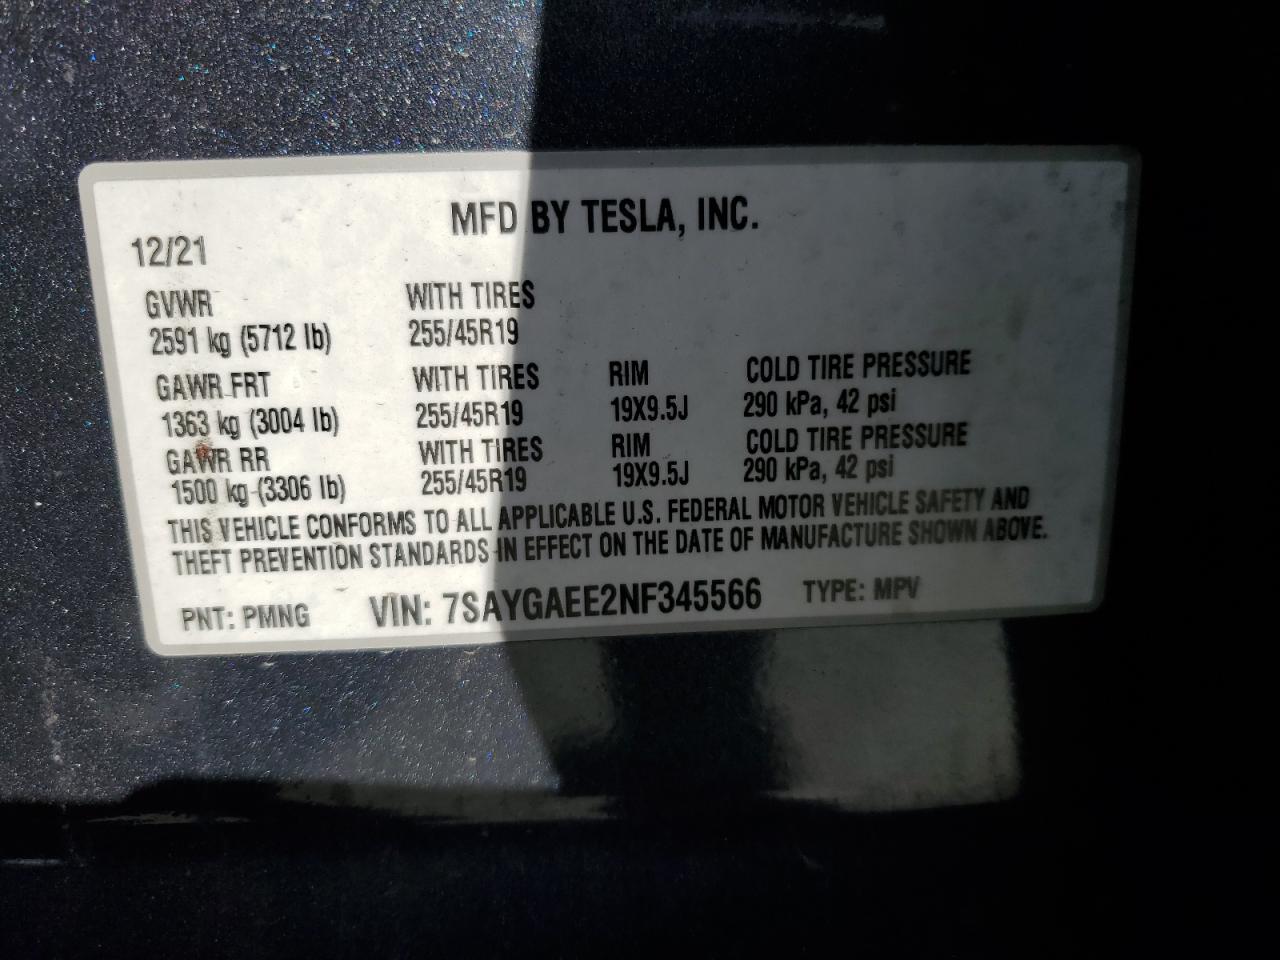 MFD BY TESLA, INC.
12/21
GVWR WITH TIRES
2591 kg (5712 lb) 255/45R19
GAWR FRT WITH TIRES RIM COLD TIRE PRESSURE
1363 kg (3004 lb) 255/45R19 19X9.5J 290 kPa, 42 psi
GAWR RR WITH TIRES RIM COLD TIRE PRESSURE
1500 kg (3306 lb) 255/45R19 19X9.5J 290 kPa, 42 psi
THIS VEHICLE CONFORMS TO ALL APPLICABLE U.S. FEDERAL MOTOR VEHICLE SAFETY AND
THEFT PREVENTION STANDARDS IN EFFECT ON THE DATE OF MANUFACTURE SHOWN ABOVE.
PNT: PMNG VIN: 7SAYGAEE2NF345566 TYPE: MPV